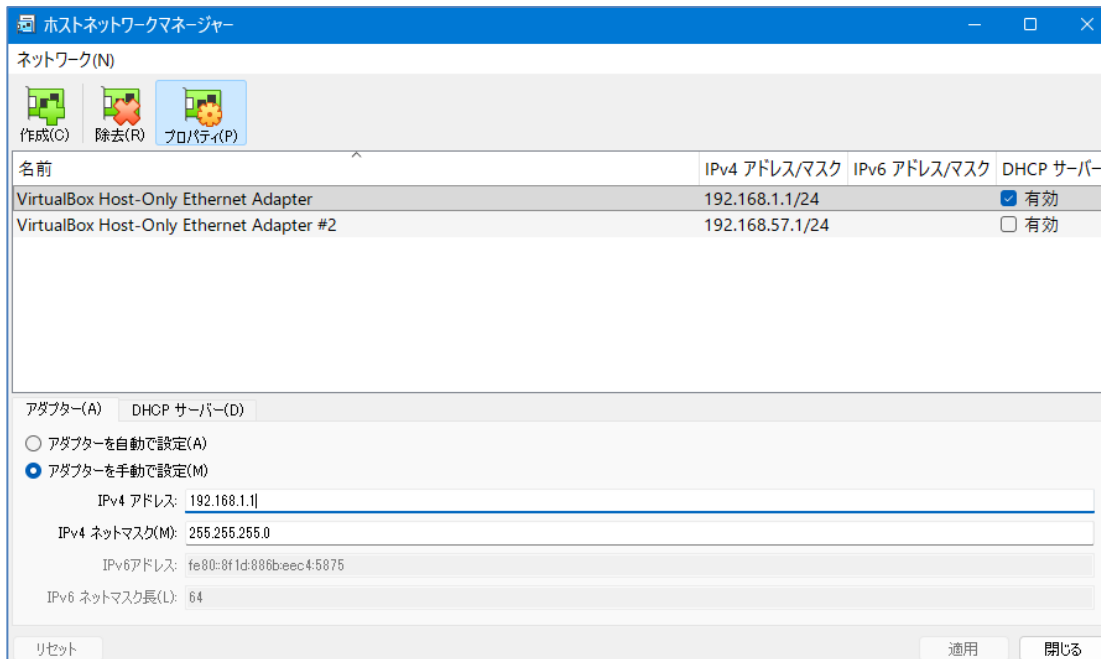 ホストネットワークマネージャー
ネットワーク(N)
作成(C) 除去(R) プロパティ(P)
名前 IPv4 アドレス/マスク IPv6 アドレス/マスク DHCP サーバー
VirtualBox Host-Only Ethernet Adapter 192.168.1.1/24 有効
VirtualBox Host-Only Ethernet Adapter #2 192.168.57.1/24 有効
アダプター(A) DHCP サーバー(D)
アダプターを自動で設定(A)
アダプターを手動で設定(M)
IPv4 アドレス: 192.168.1.1
IPv4 ネットマスク(M): 255.255.255.0
IPv6アドレス: fe80::8f1d:886b:eec4:5875
IPv6 ネットマスク長(L): 64
リセット 適用 閉じる